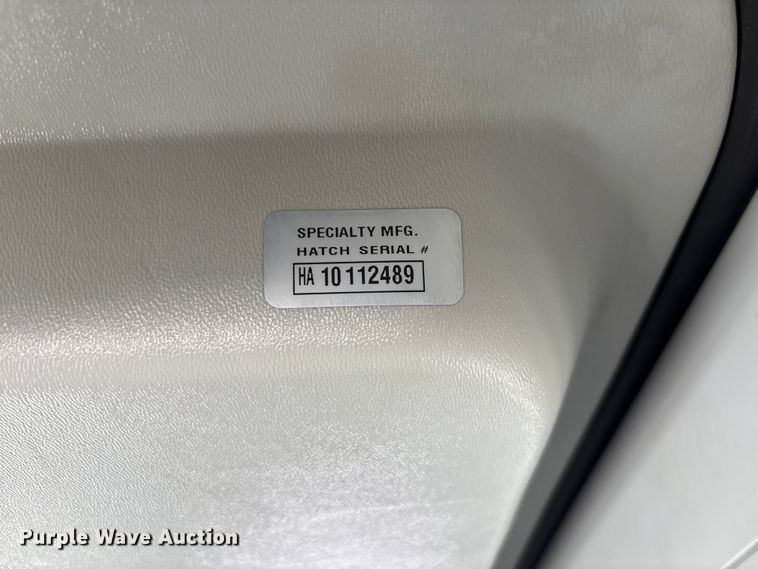 SPECIALTY MFG.
HATCH SERIAL #
HA 10112489
Purple Wave Auction